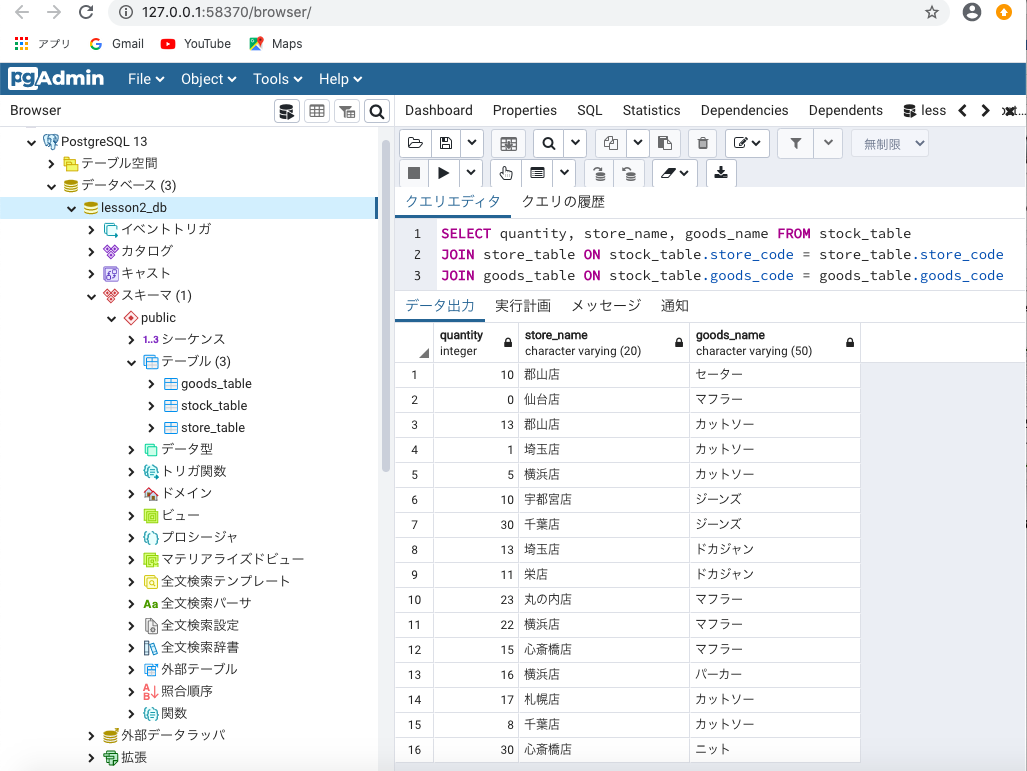 127.0.0.1:58370/browser/
アプリ Gmail YouTube Maps
pgAdmin File Object Tools Help
Browser
Dashboard Properties SQL Statistics Dependencies Dependents less
PostgreSQL 13
テーブル空間
データベース (3)
lesson2_db
イベントトリガ
カタログ
キャスト
スキーマ (1)
public
1..3 シーケンス
テーブル (3)
goods_table
stock_table
store_table
データ型
トリガ関数
ドメイン
ビュー
プロシージャ
マテリアライズドビュー
全文検索テンプレート
Aa 全文検索パーサ
全文検索設定
全文検索辞書
外部テーブル
照合順序
関数
外部データラッパ
拡張
無制限
クエリエディタ クエリの履歴
1 SELECT quantity, store_name, goods_name FROM stock_table
2 JOIN store_table ON stock_table.store_code = store_table.store_code
3 JOIN goods_table ON stock_table.goods_code = goods_table.goods_code
データ出力 実行計画 メッセージ 通知
quantity store_name goods_name
integer character varying (20) character varying (50)
1 10 郡山店 セーター
2 0 仙台店 マフラー
3 13 郡山店 カットソー
4 1 埼玉店 カットソー
5 5 横浜店 カットソー
6 10 宇都宮店 ジーンズ
7 30 千葉店 ジーンズ
8 13 埼玉店 ドカジャン
9 11 栄店 ドカジャン
10 23 丸の内店 マフラー
11 22 横浜店 マフラー
12 15 心斎橋店 マフラー
13 16 横浜店 パーカー
14 17 札幌店 カットソー
15 8 千葉店 カットソー
16 30 心斎橋店 ニット